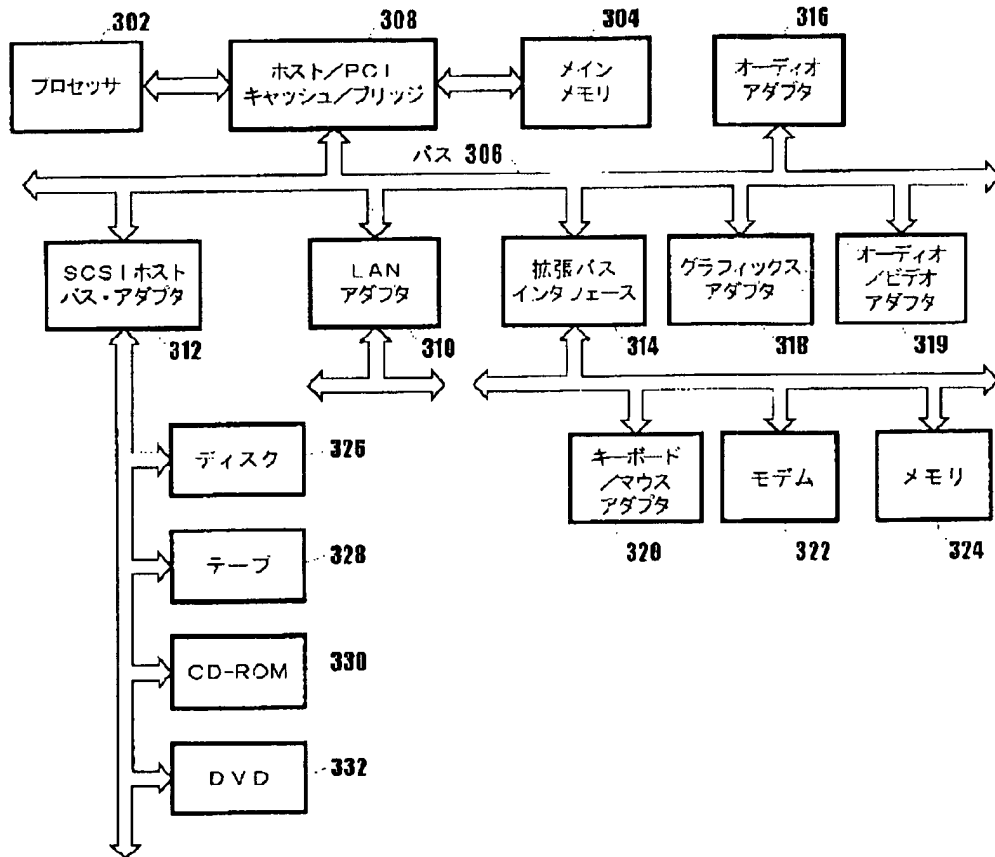 302
308
304
316
プロセッサ
ホスト/PCI
キャッシュ/ブリッジ
メイン
メモリ
オーディオ
アダプタ
バス 306
SCSIホスト
バス・アダプタ
312
LAN
アダプタ
310
拡張バス
インタフェース
314
グラフィックス
アダプタ
318
オーディオ
/ビデオ
アダプタ
319
キーボード
/マウス
アダプタ
320
モデム
322
メモリ
324
ディスク
326
テープ
328
CD-ROM
330
DVD
332